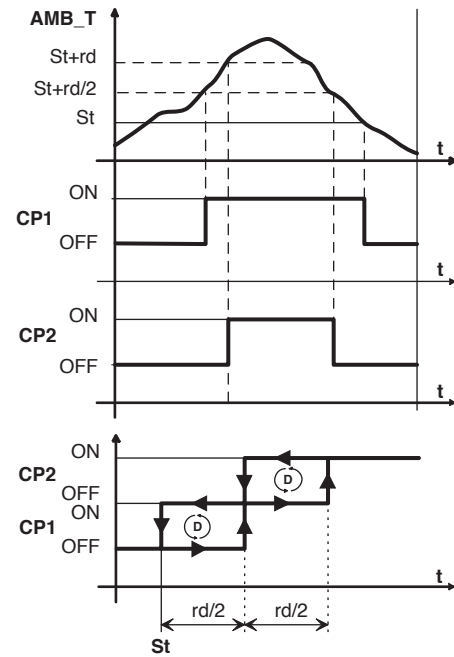 AMB_T
St+rd
St+rd/2
St
t
ON
CP1
OFF
t
ON
CP2
OFF
t
ON
CP2
OFF
D
ON
CP1
D
OFF
t
rd/2 rd/2
St